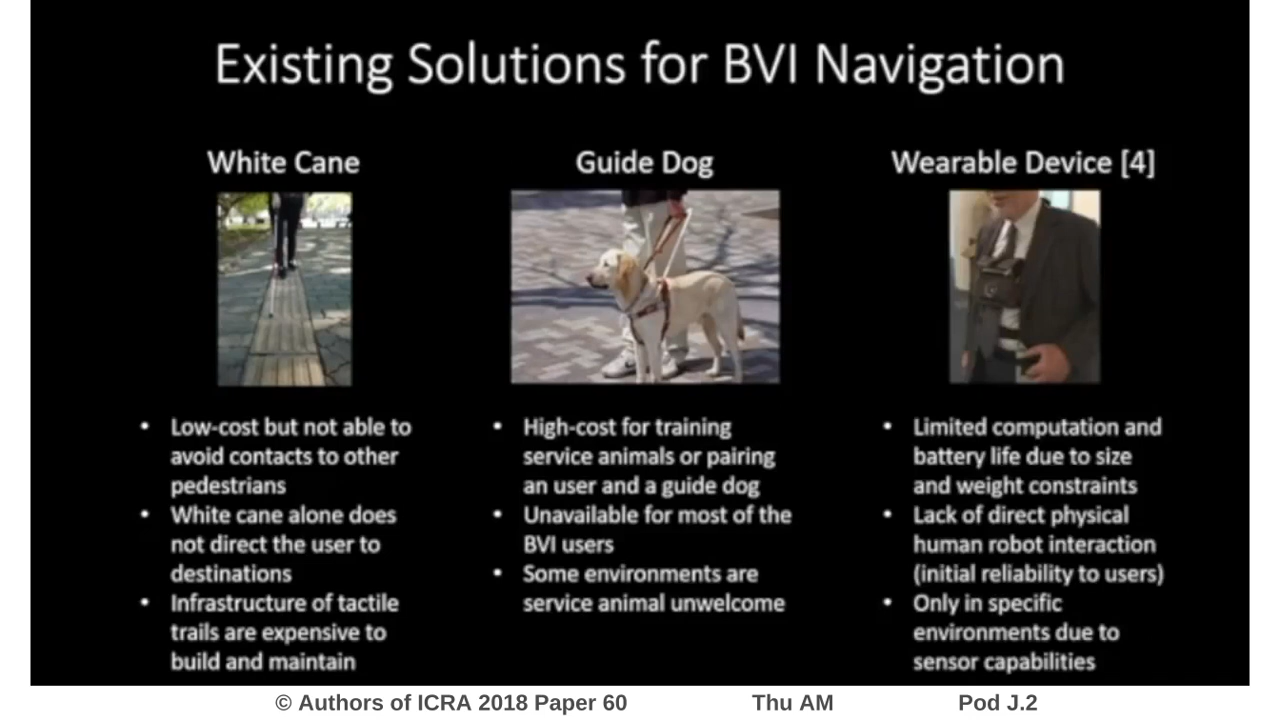 Existing Solutions for BVI Navigation
White Cane
• Low-cost but not able to
avoid contacts to other
pedestrians
• White cane alone does
not direct the user to
destinations
• Infrastructure of tactile
trails are expensive to
build and maintain
Guide Dog
• High-cost for training
service animals or pairing
an user and a guide dog
• Unavailable for most of the
BVI users
• Some environments are
service animal unwelcome
Wearable Device [4]
• Limited computation and
battery life due to size
and weight constraints
• Lack of direct physical
human robot interaction
(initial reliability to users)
• Only in specific
environments due to
sensor capabilities
© Authors of ICRA 2018 Paper 60 Thu AM Pod J.2